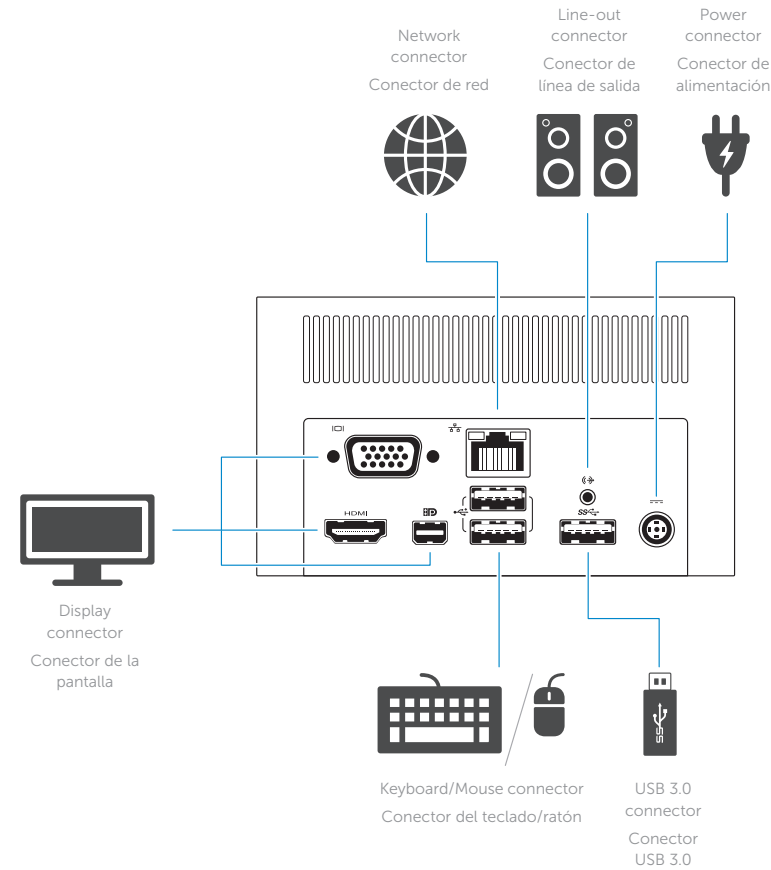 Network
connector
Conector de red
Line-out
connector
Conector de
línea de salida
Power
connector
Conector de
alimentación
HDMI
SS
Display
connector
Conector de la
pantalla
SS
Keyboard/Mouse connector
Conector del teclado/ratón
USB 3.0
connector
Conector
USB 3.0